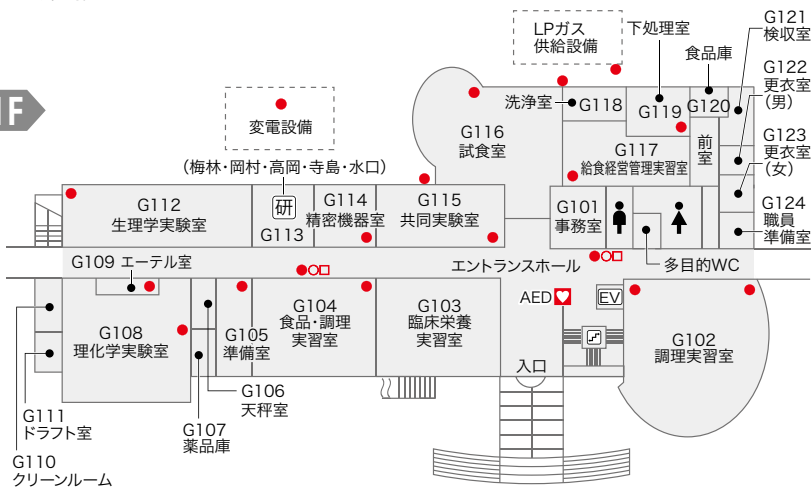 1F
LPガス
供給設備
下処理室
食品庫
G121
検収室
G122
更衣室
(男)
G123
更衣室
(女)
G124
職員
準備室
変電設備
洗浄室
G118
G119
G120
G116
試食室
G117
給食経営管理実習室
前
室
(梅林・岡村・高岡・寺島・水口)
G112
生理学実験室
研
G113
G114
精密機器室
G115
共同実験室
G101
事務室
G109 エーテル室
エントランスホール
多目的WC
AED
EV
G108
理化学実験室
G105
準備室
G104
食品・調理
実習室
G103
臨床栄養
実習室
G102
調理実習室
入口
G106
天秤室
G107
薬品庫
G111
ドラフト室
G110
クリーンルーム